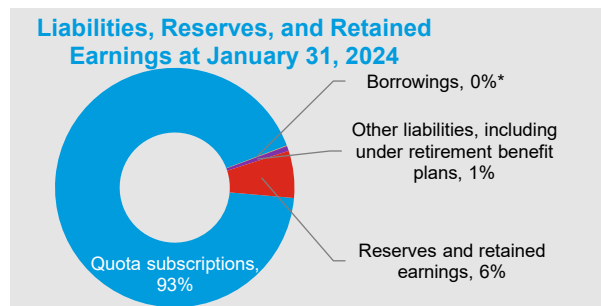 Liabilities, Reserves, and Retained
Earnings at January 31, 2024
Borrowings, 0%*
Other liabilities, including
under retirement benefit
plans, 1%
Reserves and retained
earnings, 6%
Quota subscriptions,
93%